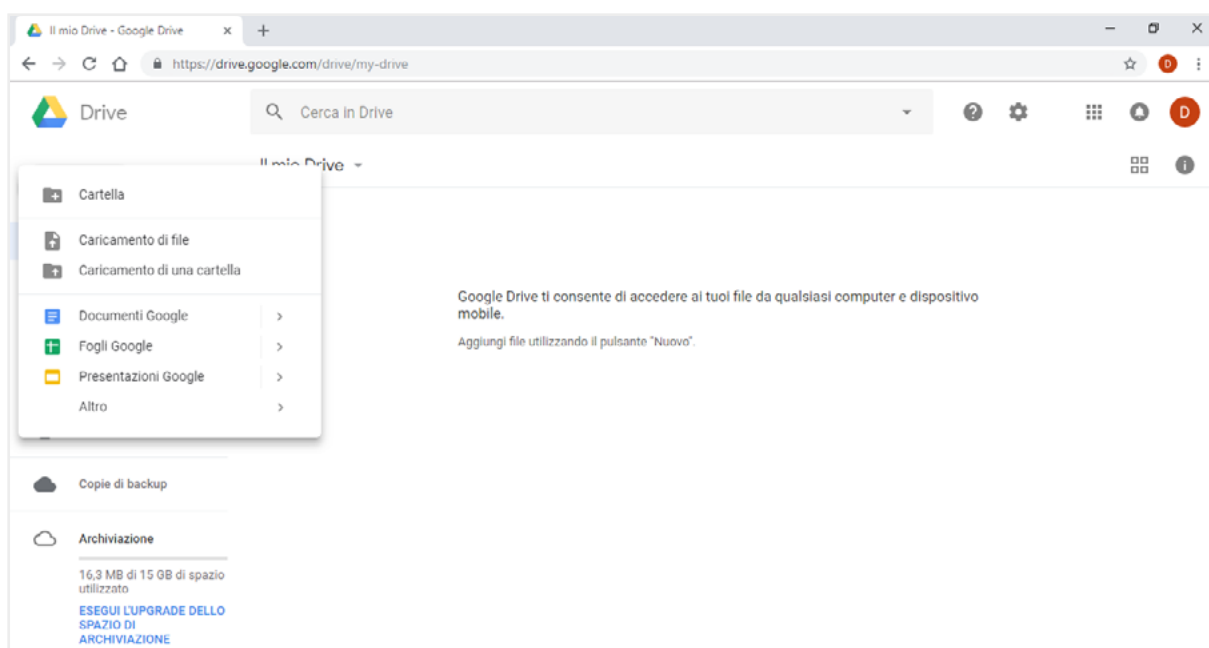 Il mio Drive - Google Drive
https://drive.google.com/drive/my-drive
D
Drive
Cerca in Drive
D
Il mio Drive
Cartella
Caricamento di file
Caricamento di una cartella
Documenti Google
Fogli Google
Presentazioni Google
Altro
Google Drive ti consente di accedere ai tuoi file da qualsiasi computer e dispositivo
mobile.
Aggiungi file utilizzando il pulsante "Nuovo".
Copie di backup
Archiviazione
16,3 MB di 15 GB di spazio
utilizzato
ESEGUI L'UPGRADE DELLO
SPAZIO DI
ARCHIVIAZIONE